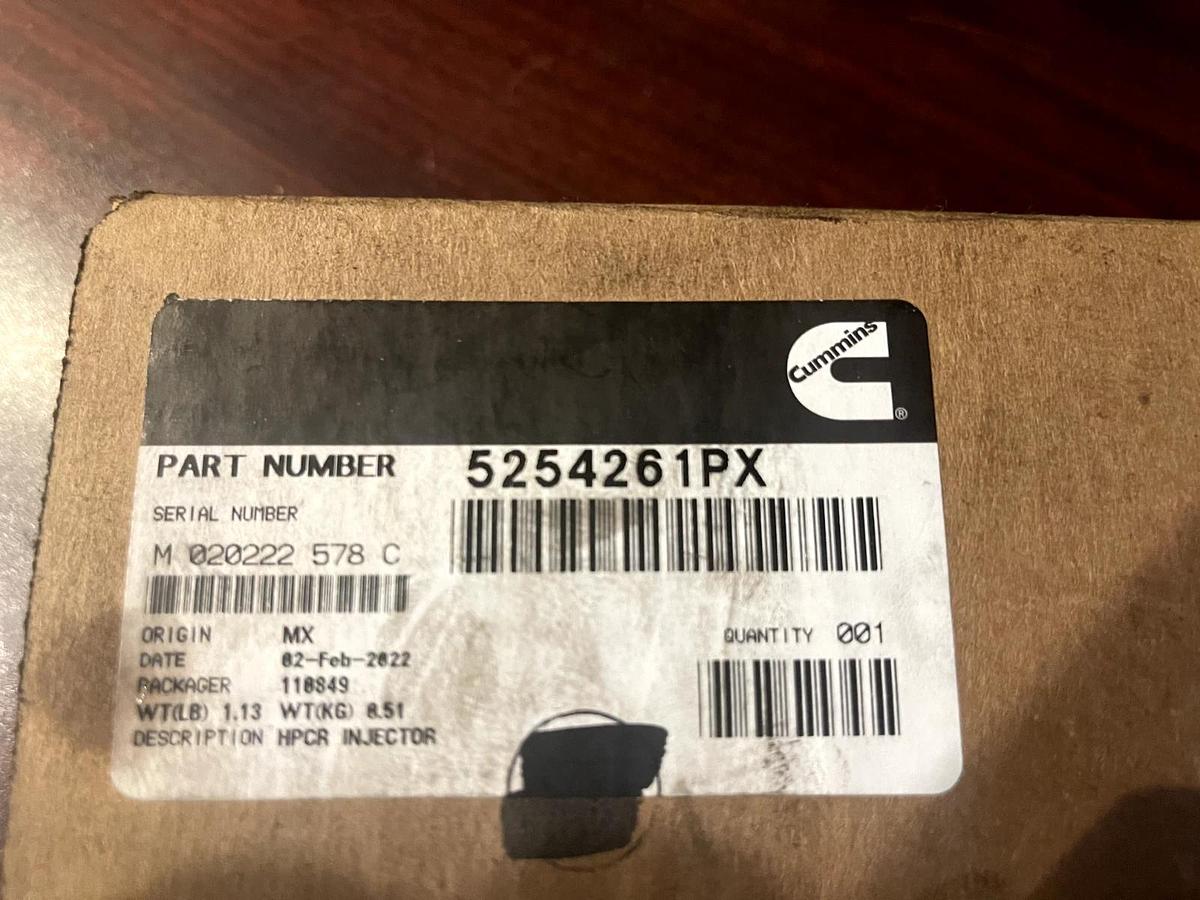 Cummins
®
PART NUMBER 5254261PX
SERIAL NUMBER
M 020222 578 C
ORIGIN MX
QUANTITY 001
DATE 02-Feb-2022
PACKAGER 110849
WT(LB) 1.13 WT(KG) 0.51
DESCRIPTION HPCR INJECTOR